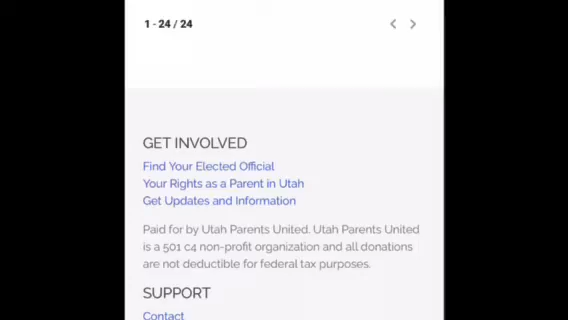 1 - 24 / 24
GET INVOLVED
Find Your Elected Official
Your Rights as a Parent in Utah
Get Updates and Information
Paid for by Utah Parents United. Utah Parents United
is a 501 c4 non-profit organization and all donations
are not deductible for federal tax purposes.
SUPPORT
Contact